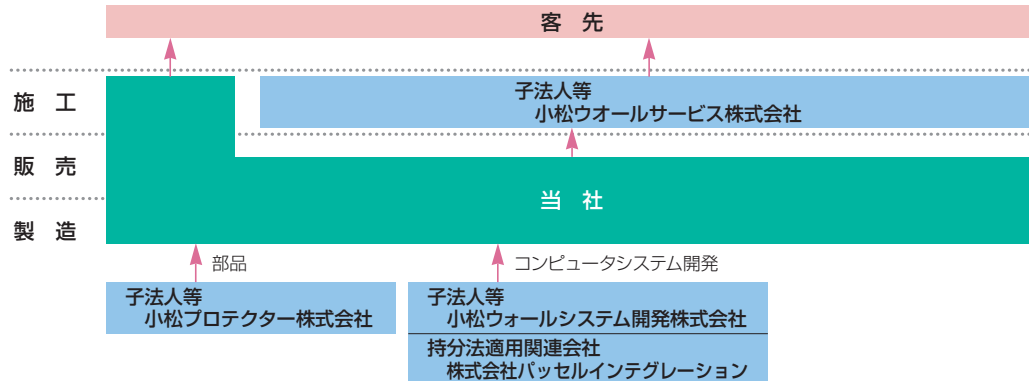 客 先
施 工
子法人等
小松ウオールサービス株式会社
販 売
当 社
製 造
部品
コンピュータシステム開発
子法人等
小松プロテクター株式会社
子法人等
小松ウォールシステム開発株式会社
持分法適用関連会社
株式会社パッセルインテグレーション